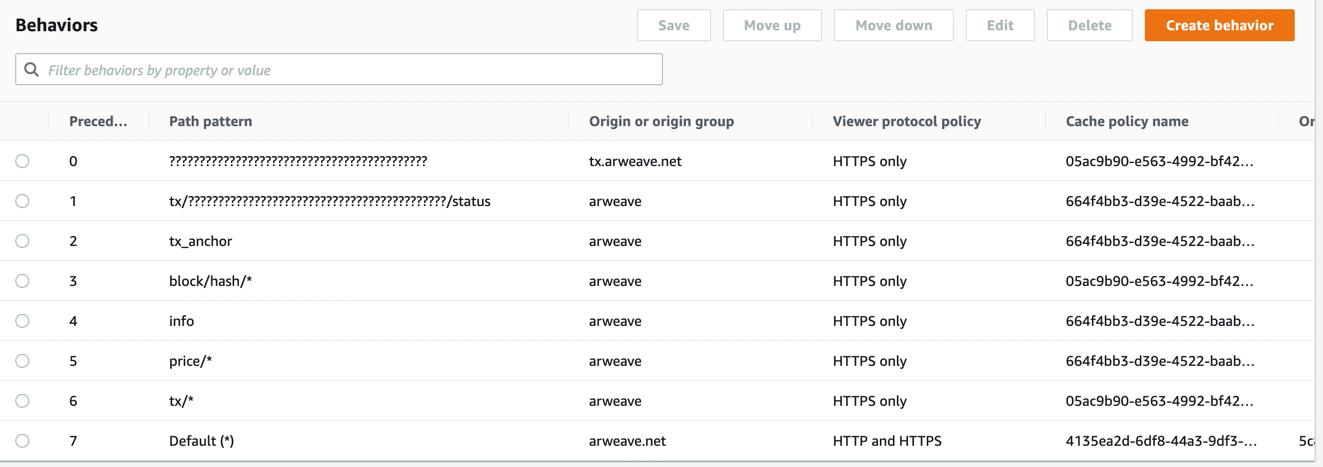 Behaviors Save Move up Move down Edit Delete Create behavior
Filter behaviors by property or value
Preced... Path pattern Origin or origin group Viewer protocol policy Cache policy name Or
0 ??????????????????????????????????????????? tx.arweave.net HTTPS only 05ac9b90-e563-4992-bf42...
1 tx/???????????????????????????????????????????/status arweave HTTPS only 664f4bb3-d39e-4522-baab...
2 tx_anchor arweave HTTPS only 664f4bb3-d39e-4522-baab...
3 block/hash/* arweave HTTPS only 05ac9b90-e563-4992-bf42...
4 info arweave HTTPS only 664f4bb3-d39e-4522-baab...
5 price/* arweave HTTPS only 664f4bb3-d39e-4522-baab...
6 tx/* arweave HTTPS only 05ac9b90-e563-4992-bf42...
7 Default (*) arweave.net HTTP and HTTPS 4135ea2d-6df8-44a3-9df3-... 5c